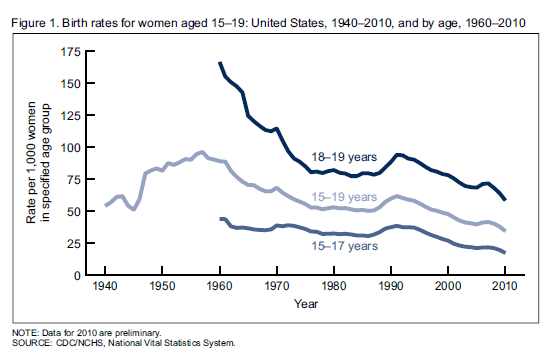 Figure 1. Birth rates for women aged 15–19: United States, 1940–2010, and by age, 1960–2010
175
150
125
100
75
50
25
0
Rate per 1,000 women
in specified age group
18–19 years
15–19 years
15–17 years
1940
1950
1960
1970
1980
1990
2000
2010
Year
NOTE: Data for 2010 are preliminary.
SOURCE: CDC/NCHS, National Vital Statistics System.